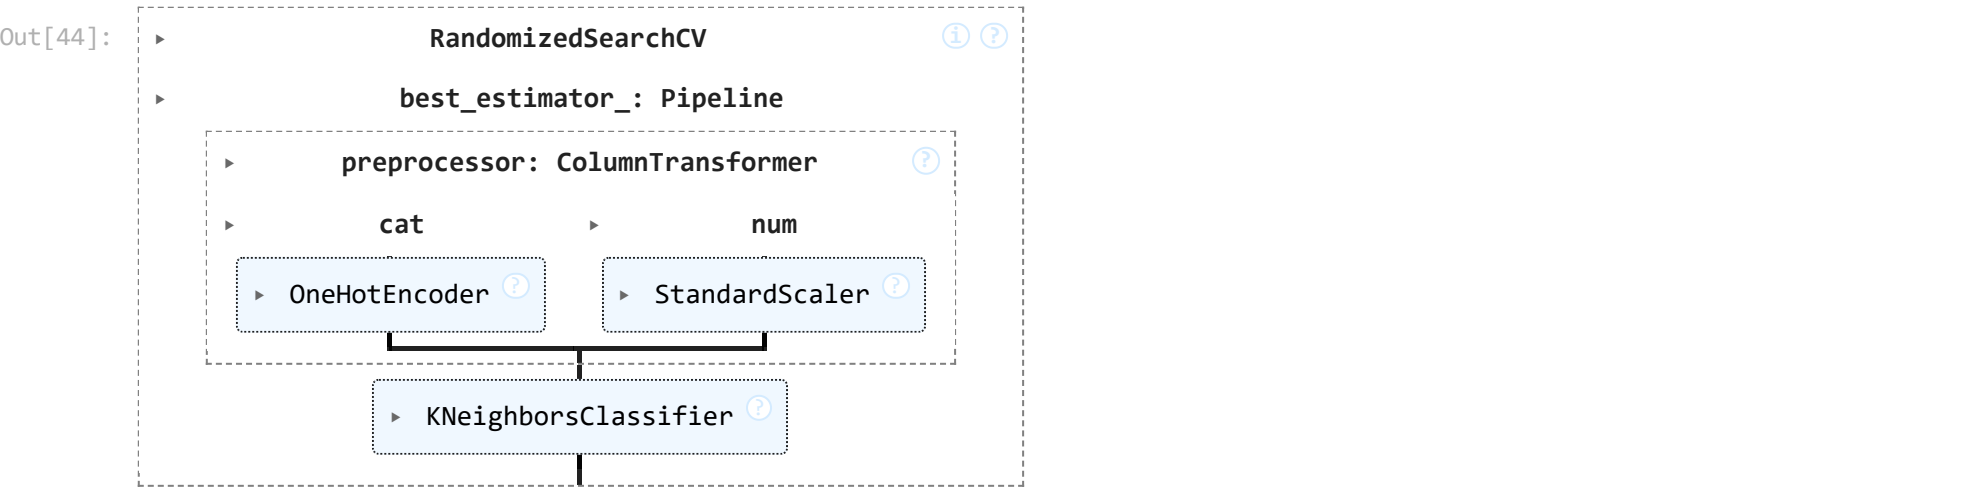 Out[44]:
RandomizedSearchCV i ?
best_estimator_: Pipeline
preprocessor: ColumnTransformer ?
cat num
OneHotEncoder ? StandardScaler ?
KNeighborsClassifier ?